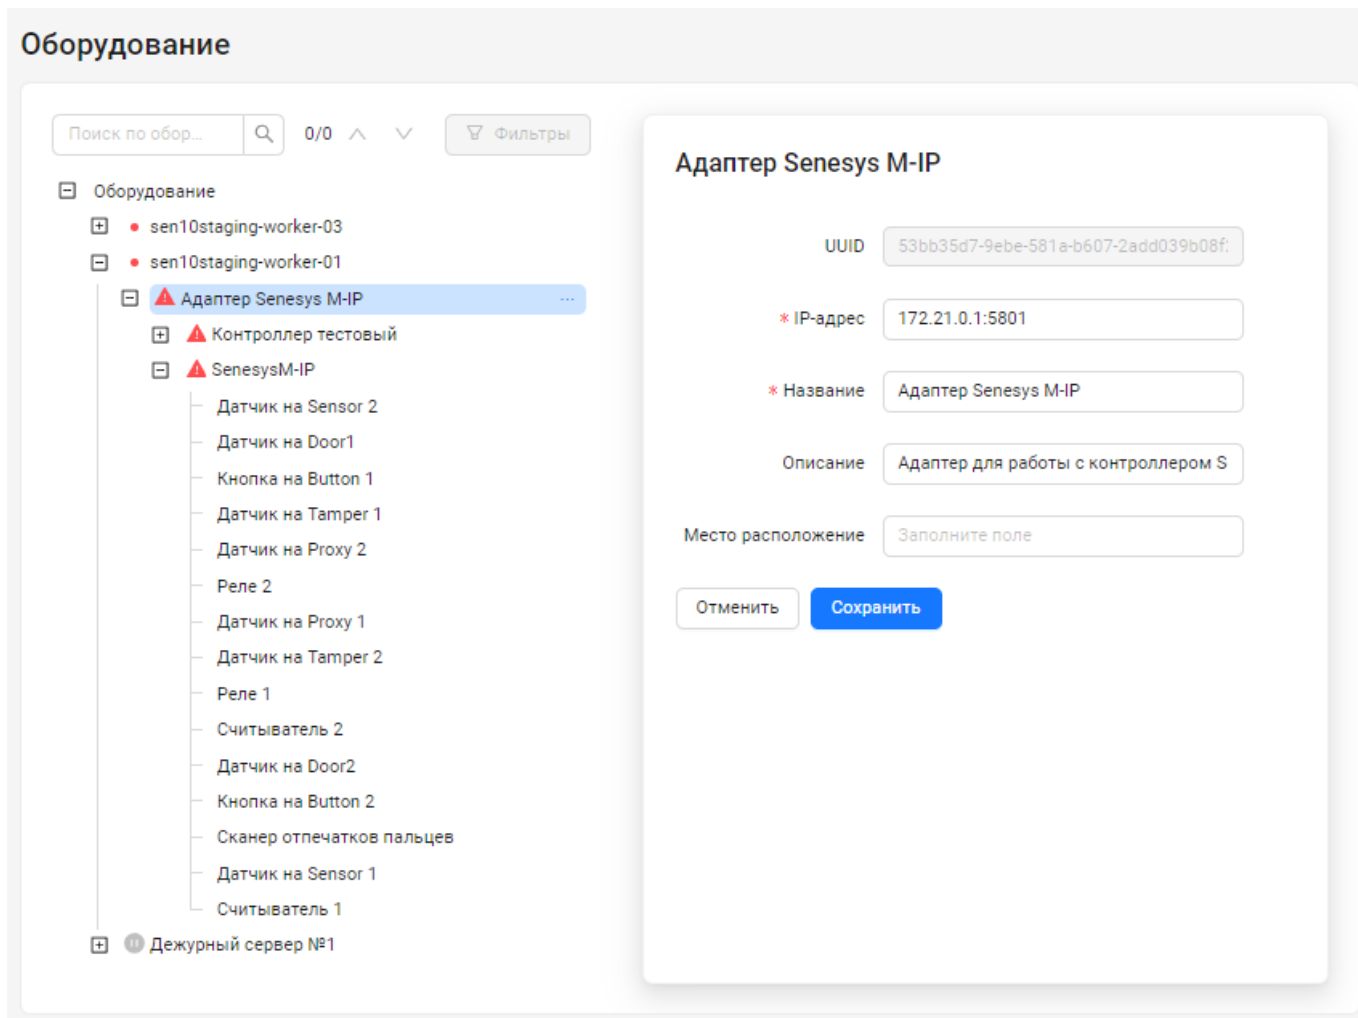 Оборудование
Поиск по обор...
0/0
Фильтры
Оборудование
sen10staging-worker-03
sen10staging-worker-01
Адаптер Senesys M-IP
Контроллер тестовый
SenesysM-IP
Датчик на Sensor 2
Датчик на Door1
Кнопка на Button 1
Датчик на Tamper 1
Датчик на Proxy 2
Реле 2
Датчик на Proxy 1
Датчик на Tamper 2
Реле 1
Считыватель 2
Датчик на Door2
Кнопка на Button 2
Сканер отпечатков пальцев
Датчик на Sensor 1
Считыватель 1
Дежурный сервер №1
Адаптер Senesys M-IP
UUID 53bb35d7-9ebe-581a-b607-2add039b08f
* IP-адрес 172.21.0.1:5801
* Название Адаптер Senesys M-IP
Описание Адаптер для работы с контроллером S
Место расположение Заполните поле
Отменить Сохранить